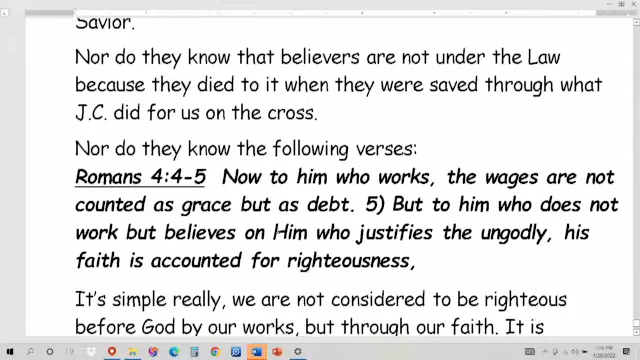 Savior.
Nor do they know that believers are not under the Law
because they died to it when they were saved through what
J.C. did for us on the cross.
Nor do they know the following verses:
Romans 4:4-5 Now to him who works, the wages are not
counted as grace but as debt. 5) But to him who does not
work but believes on Him who justifies the ungodly, his
faith is accounted for righteousness,
It's simple really, we are not considered to be righteous
before God by our works, but through our faith. It is